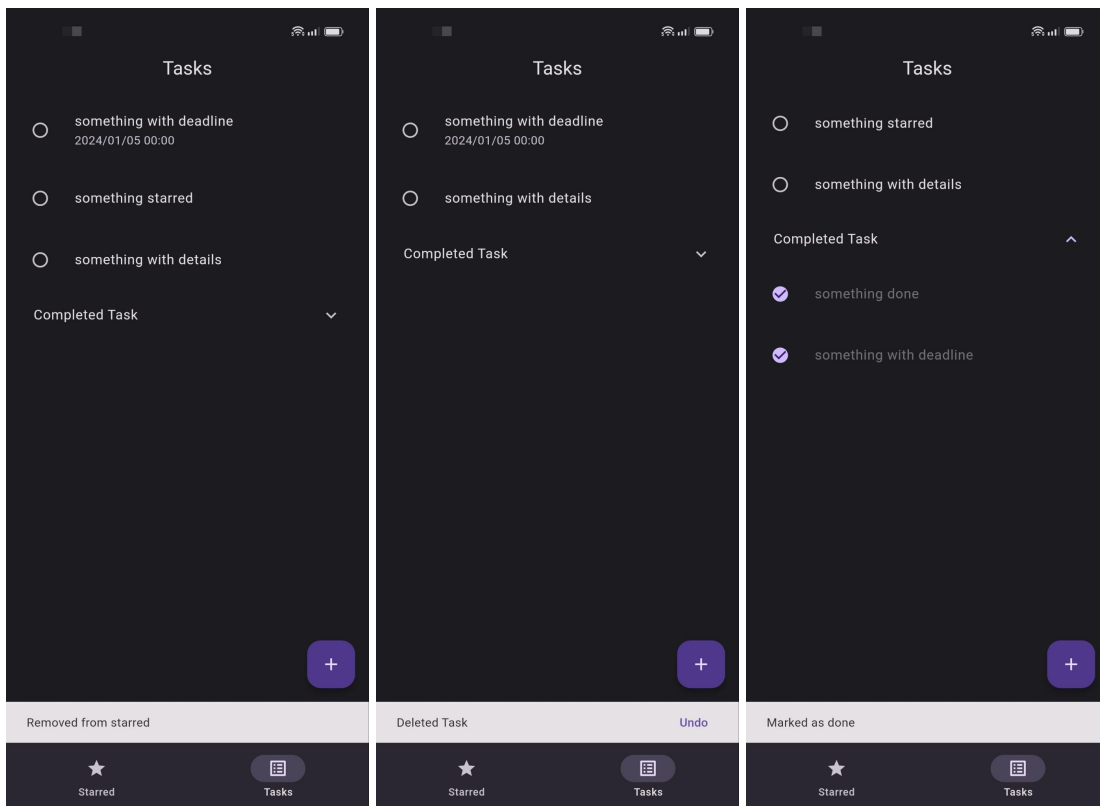 Tasks
something with deadline
2024/01/05 00:00
something starred
something with details
Completed Task
Removed from starred
Starred
Tasks
Tasks
something with deadline
2024/01/05 00:00
something with details
Completed Task
Deleted Task
Undo
Starred
Tasks
Tasks
something starred
something with details
Completed Task
something done
something with deadline
Marked as done
Starred
Tasks